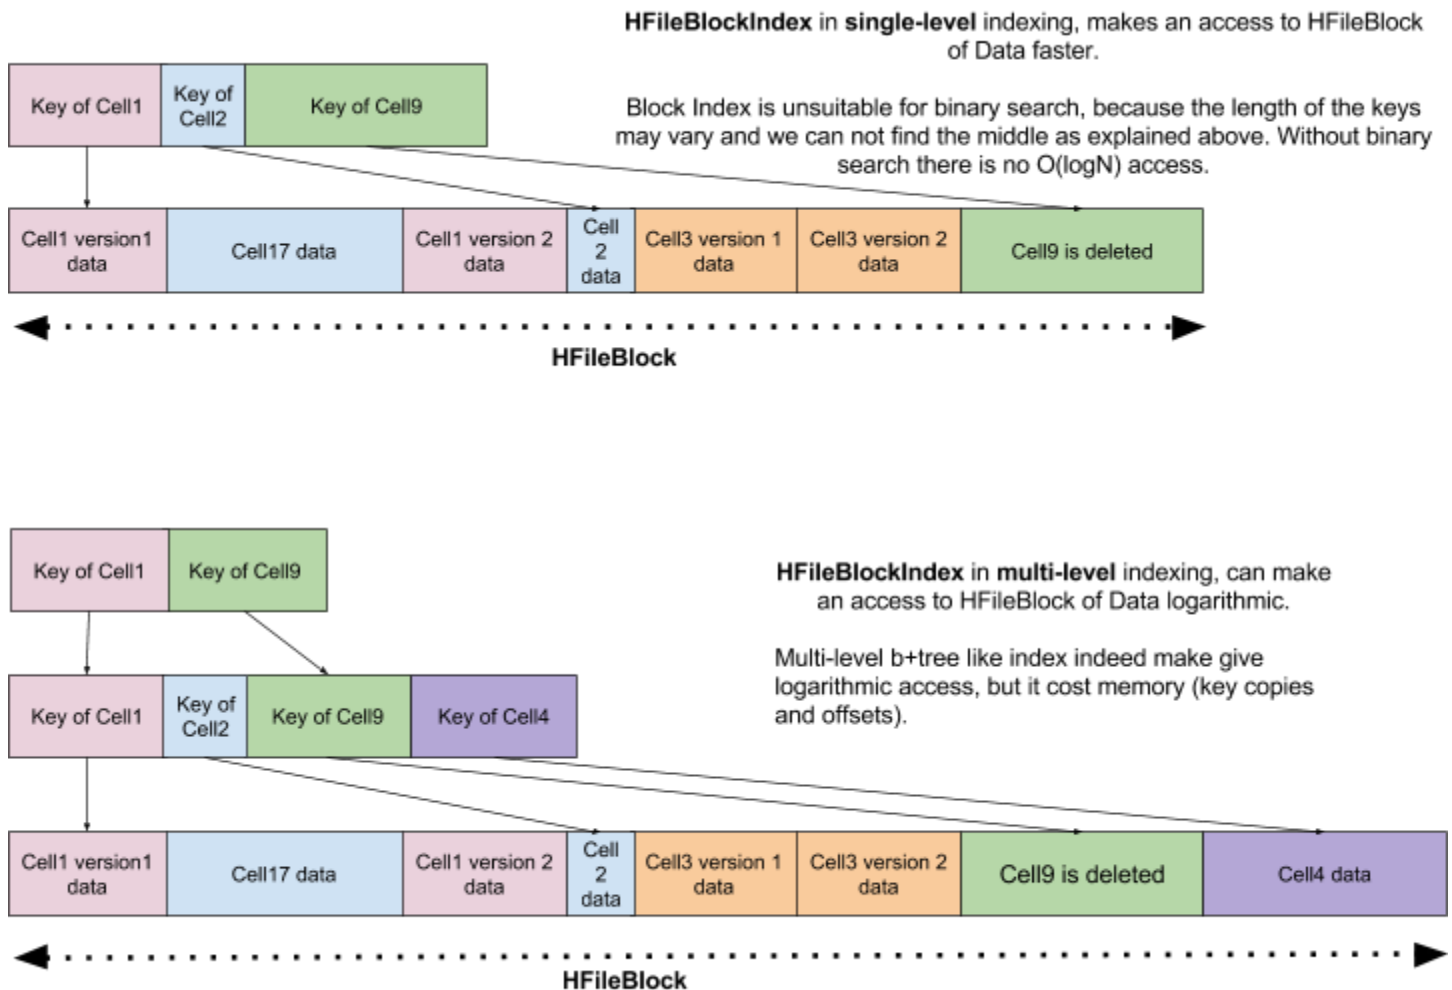 HFileBlockIndex in single-level indexing, makes an access to HFileBlock
of Data faster.
Block Index is unsuitable for binary search, because the length of the keys
may vary and we can not find the middle as explained above. Without binary
search there is no O(logN) access.
Key of Cell1
Key of
Cell2
Key of Cell9
Cell1 version1
data
Cell17 data
Cell1 version 2
data
Cell
2
data
Cell3 version 1
data
Cell3 version 2
data
Cell9 is deleted
HFileBlock
Key of Cell1
Key of Cell9
HFileBlockIndex in multi-level indexing, can make
an access to HFileBlock of Data logarithmic.
Multi-level b+tree like index indeed make give
logarithmic access, but it cost memory (key copies
and offsets).
Key of Cell1
Key of
Cell2
Key of Cell9
Key of Cell4
Cell1 version1
data
Cell17 data
Cell1 version 2
data
Cell
2
data
Cell3 version 1
data
Cell3 version 2
data
Cell9 is deleted
Cell4 data
HFileBlock